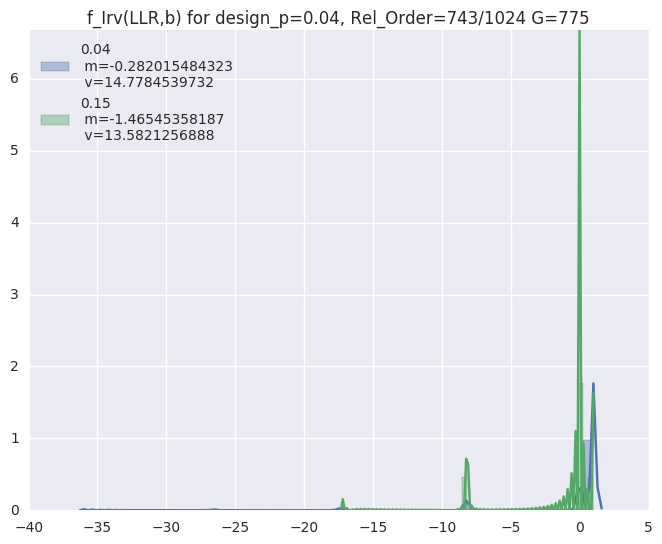 f_Irv(LLR,b) for design_p=0.04, Rel_Order=743/1024 G=775
0.04
m=-0.282015484323
v=14.7784539732
0.15
m=-1.46545358187
v=13.5821256888
6
5
4
3
2
1
0
−40 −35 −30 −25 −20 −15 −10 −5 0 5